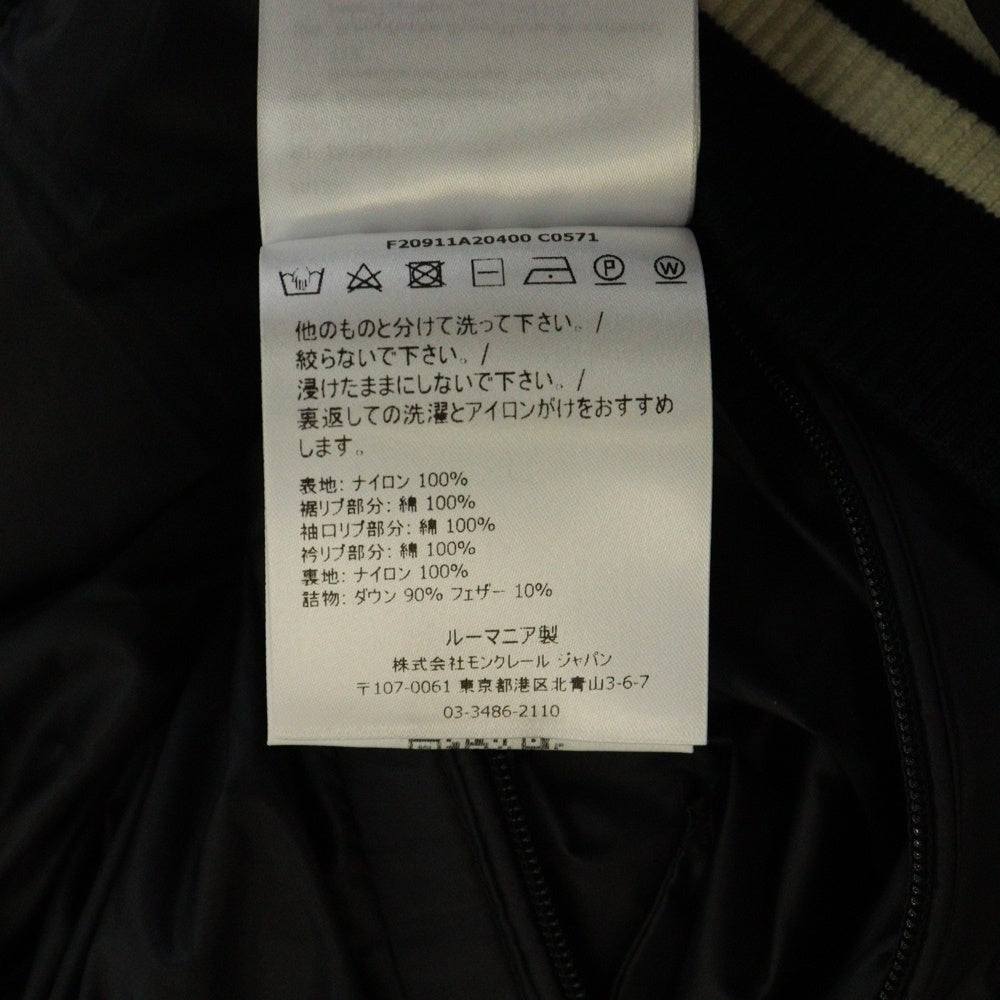 F20911A20400 C0571
P
W
他のものと分けて洗って下さい。/
絞らないで下さい。/
浸けたままにしないで下さい。/
裏返しての洗濯とアイロンがけをおすすめ
します。
表地: ナイロン 100%
裾リブ部分: 綿 100%
袖口リブ部分: 綿 100%
衿リブ部分: 綿 100%
裏地: ナイロン 100%
詰物: ダウン 90% フェザー 10%
ルーマニア製
株式会社モンクレール ジャパン
〒107-0061 東京都港区北青山3-6-7
03-3486-2110